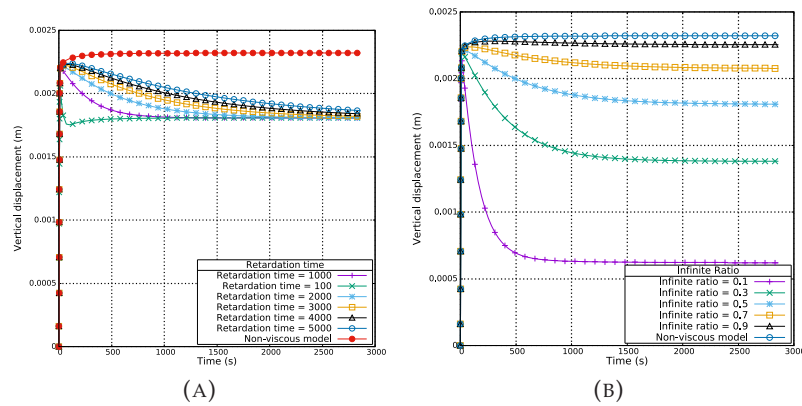 0.0025
0.002
0.0015
0.001
0.0005
0
Vertical displacement (m)
Retardation time
Retardation time = 1000
Retardation time = 100
Retardation time = 2000
Retardation time = 3000
Retardation time = 4000
Retardation time = 5000
Non-viscous model
0 500 1000 1500 2000 2500 3000
Time (s)
(A)
0.0025
0.002
0.0015
0.001
0.0005
0
Vertical displacement (m)
Infinite Ratio
Infinite ratio = 0.1
Infinite ratio = 0.3
Infinite ratio = 0.5
Infinite ratio = 0.7
Infinite ratio = 0.9
Non-viscous model
0 500 1000 1500 2000 2500 3000
Time (s)
(B)